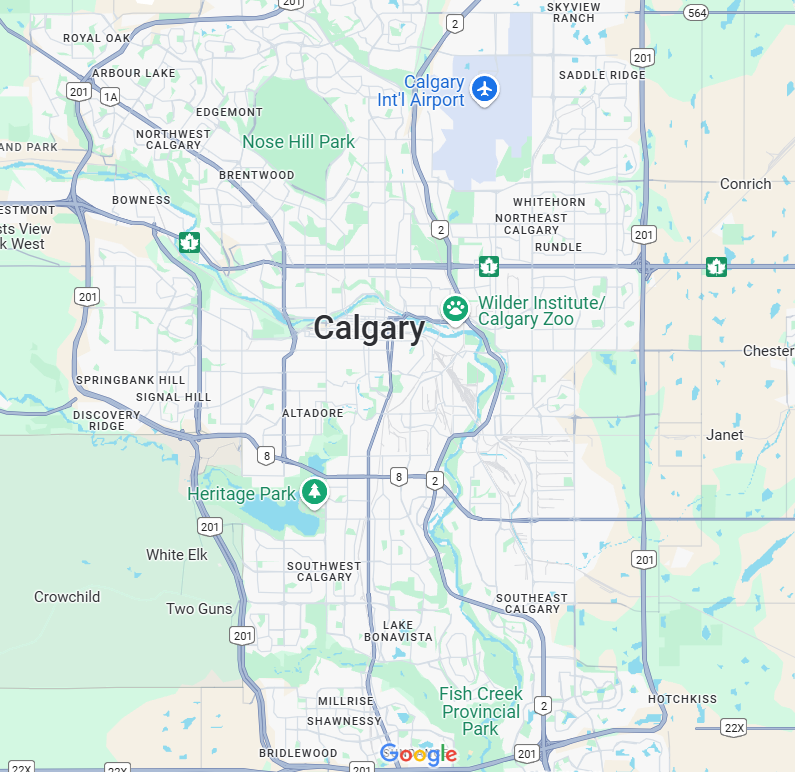 201
SKYVIEW
RANCH
564
2
ROYAL OAK
201
ARBOUR LAKE
SADDLE RIDGE
Calgary
Int'l Airport
201
1A
EDGEMONT
NORTHWEST
CALGARY
Nose Hill Park
AND PARK
BRENTWOOD
Conrich
BOWNESS
WHITEHORN
ESTMONT
NORTHEAST
CALGARY
sts View
k West
2
201
1
RUNDLE
1
1
201
Wilder Institute/
Calgary Zoo
Calgary
Chester
SPRINGBANK HILL
SIGNAL HILL
DISCOVERY
RIDGE
ALTADORE
Janet
8
8
2
Heritage Park
201
White Elk
201
SOUTHWEST
CALGARY
Crowchild
Two Guns
SOUTHEAST
CALGARY
201
LAKE
BONAVISTA
Fish Creek
Provincial
Park
MILLRISE
HOTCHKISS
2
SHAWNESSY
22X
BRIDLEWOOD
Google
201
22X
22X
201